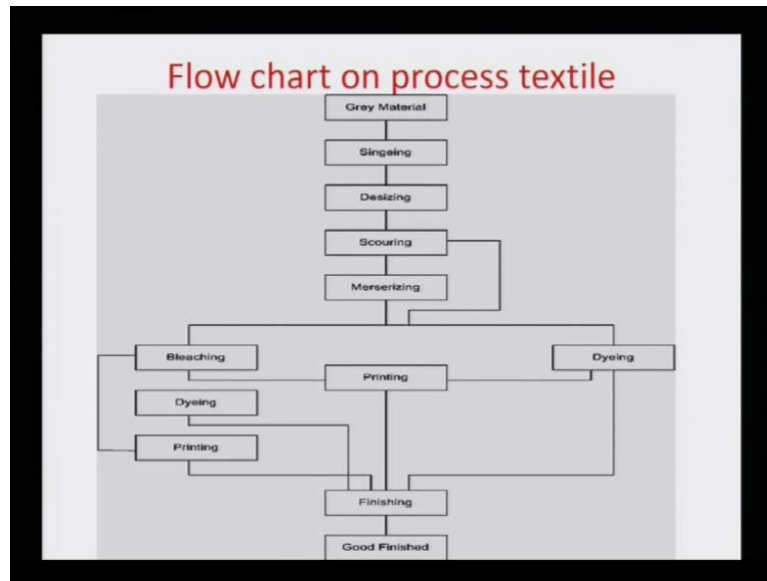 Flow chart on process textile
Grey Material
Singeing
Desizing
Scouring
Merserizing
Bleaching
Dyeing
Printing
Dyeing
Printing
Finishing
Good Finished